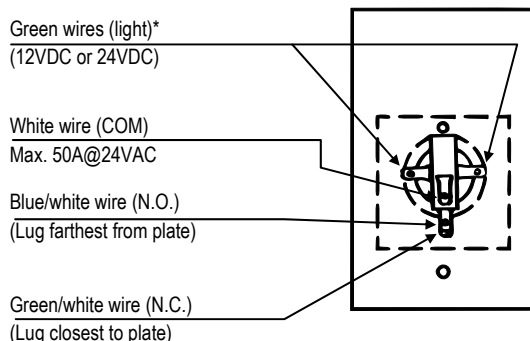 Green wires (light)*
(12VDC or 24VDC)
White wire (COM)
Max. 50A@24VAC
Blue/white wire (N.O.)
(Lug farthest from plate)
Green/white wire (N.C.)
(Lug closest to plate)